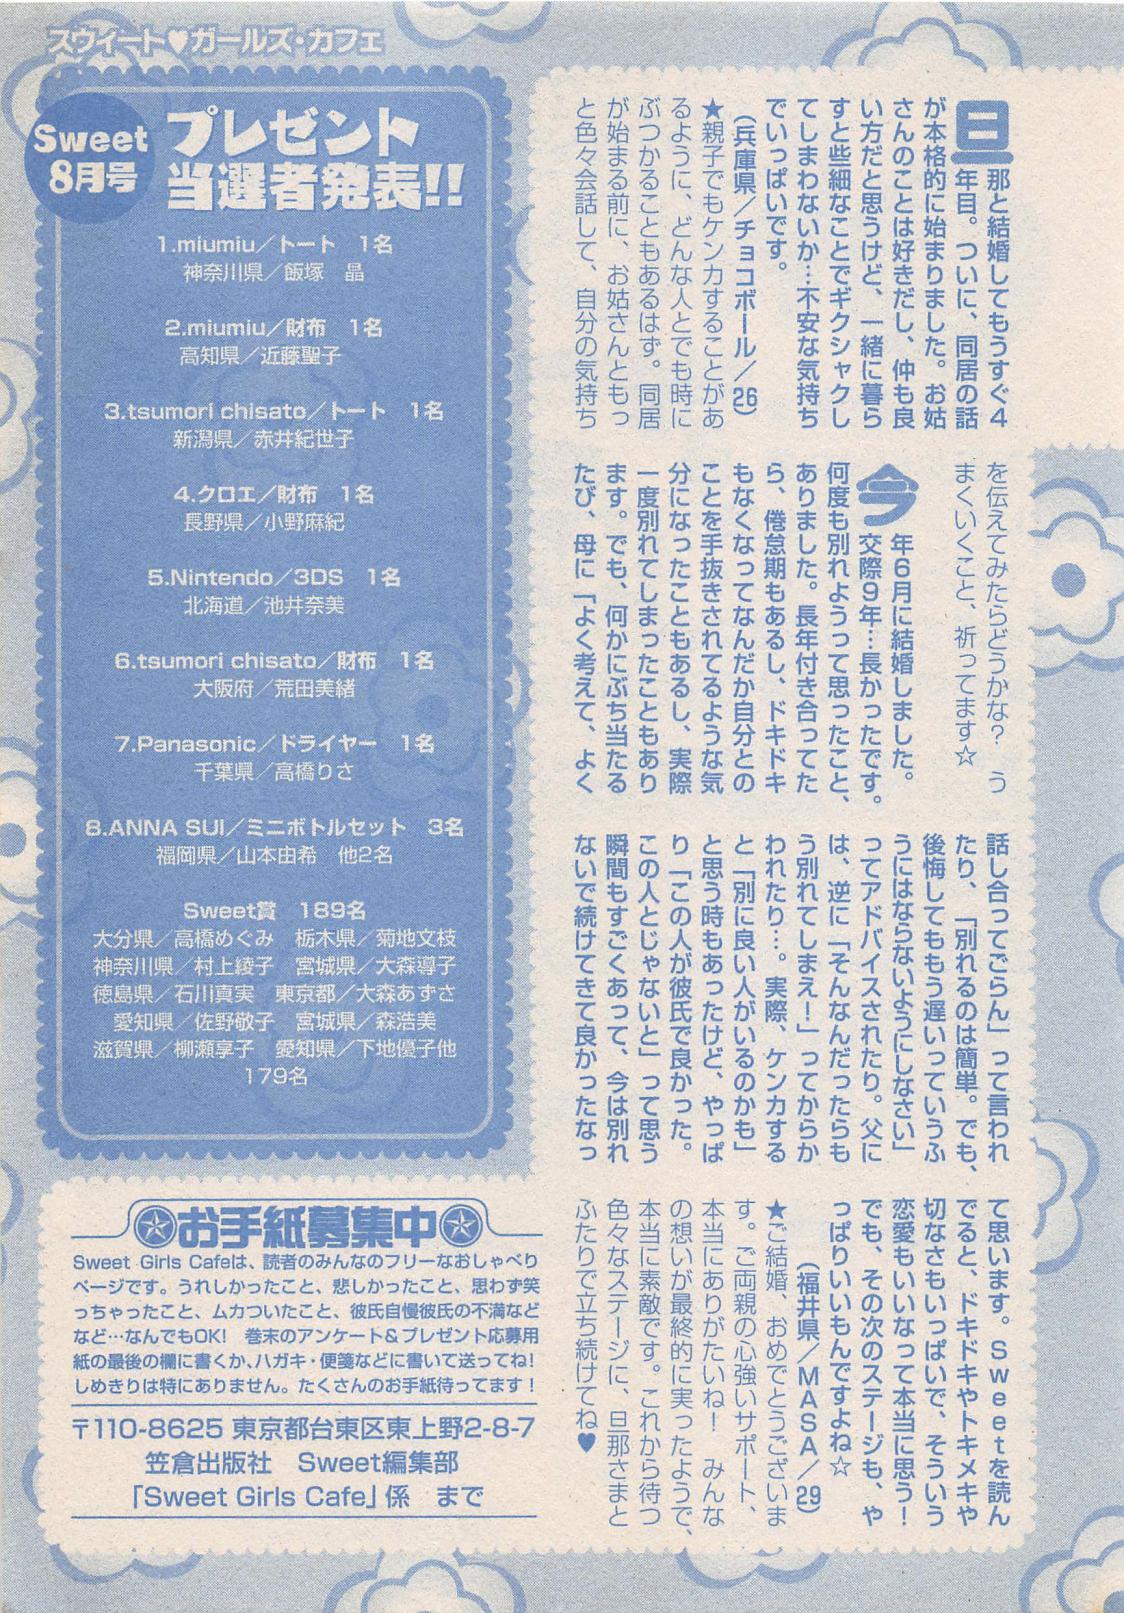 スウィート♥ガールズ・カフェ
旦那と結婚してもうすぐ4
年目。ついに、同居の話
が本格的に始まりました。お姑
さんのことは好きだし、仲も良
い方だと思うけど、一緒に暮ら
すと些細なことでギクシャクし
てしまわないか…不安な気持ち
でいっぱいです。
(兵庫県／チョコボール／26)
★親子でもケンカすることがあ
るように、どんな人とでも時に
ぶつかることもあるはず。同居
が始まる前に、お姑さんともっ
と色々会話して、自分の気持ち
を伝えてみたらどうかな？　う
まくいくこと、祈ってます☆
今年6月に結婚しました。
交際9年…長かったです。
何度も別れようって思ったこと、
ありました。長年付き合ってた
ら、倦怠期もあるし、ドキドキ
もなくなってなんだか自分との
ことを手抜きされてるような気
分になったこともあるし、実際
一度別れてしまったこともあり
ます。でも、何かにぶち当たる
たび、母に「よく考えて、よく
話し合ってごらん」って言われ
たり、「別れるのは簡単。でも、
後悔してももう遅いっていうふ
うにはならないようにしなさい」
ってアドバイスされたり。父に
は、逆に「そんなんだったらも
う別れてしまえ！」ってからか
われたり…。実際、ケンカする
と「別に良い人がいるのかも」
と思う時もあったけど、やっぱ
り「この人が彼氏で良かった。
この人とじゃないと」って思う
瞬間もすごくあって、今は別れ
ないで続けてきて良かったなっ
て思います。Sweetを読ん
でると、ドキドキやトキメキや
切なさもいっぱいで、そういう
恋愛もいいなって本当に思う！
でも、その次のステージも、や
っぱりいいもんですよね☆
(福井県／MASA／29)
★ご結婚、おめでとうございま
す。ご両親の心強いサポート、
本当にありがたいね！　みんな
の想いが最終的に実ったようで、
本当に素敵です。これから待つ
色々なステージに、旦那さまと
ふたりで立ち続けてね♥
Sweet
8月号
プレゼント
当選者発表!!
1.miumiu／トート　1名
神奈川県／飯塚　晶
2.miumiu／財布　1名
高知県／近藤聖子
3.tsumori chisato／トート　1名
新潟県／赤井紀世子
4.クロエ／財布　1名
長野県／小野麻紀
5.Nintendo／3DS　1名
北海道／池井奈美
6.tsumori chisato／財布　1名
大阪府／荒田美緒
7.Panasonic／ドライヤー　1名
千葉県／高橋りさ
8.ANNA SUI／ミニボトルセット　3名
福岡県／山本由希　他2名
Sweet賞　189名
大分県／高橋めぐみ　栃木県／菊地文枝
神奈川県／村上綾子　宮城県／大森導子
徳島県／石川真実　東京都／大森あずさ
愛知県／佐野敬子　宮城県／森浩美
滋賀県／柳瀬享子　愛知県／下地優子他
179名
お手紙募集中
Sweet Girls Cafeは、読者のみんなのフリーなおしゃべり
ページです。うれしかったこと、悲しかったこと、思わず笑
っちゃったこと、ムカついたこと、彼氏自慢彼氏の不満など
など…なんでもOK!　巻末のアンケート＆プレゼント応募用
紙の最後の欄に書くか、ハガキ・便箋などに書いて送ってね!
しめきりは特にありません。たくさんのお手紙待ってます！
〒110-8625 東京都台東区東上野2-8-7
笠倉出版社　Sweet編集部
「Sweet Girls Cafe」係　まで